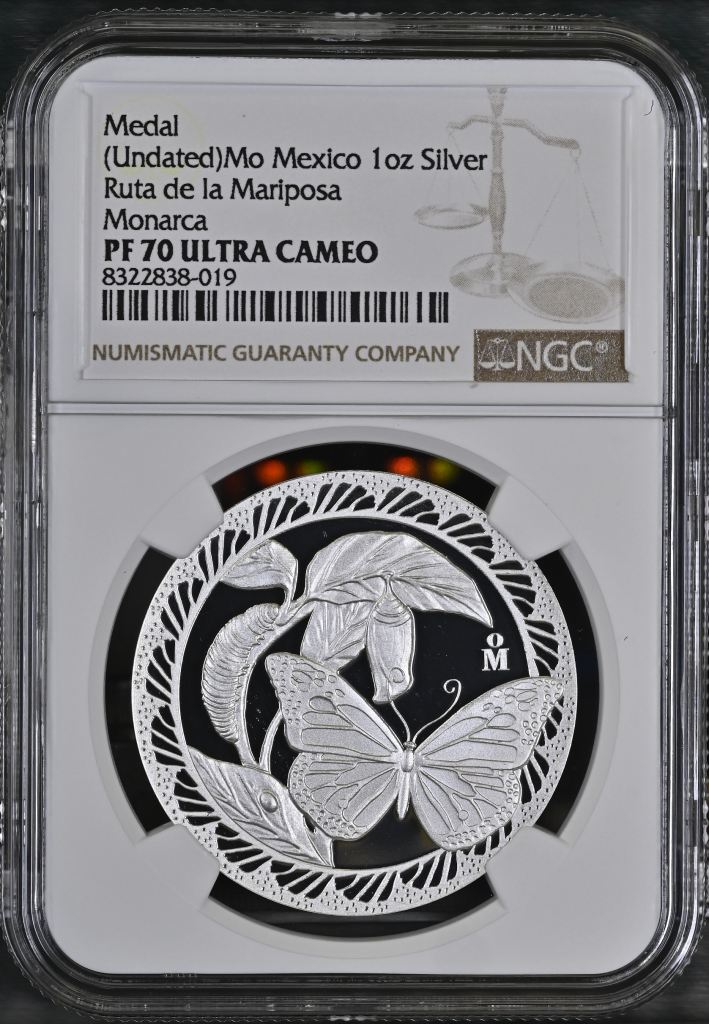 Medal
(Undated)Mo Mexico 1oz Silver
Ruta de la Mariposa
Monarca
PF 70 ULTRA CAMEO
8322838-019
NUMISMATIC GUARANTY COMPANY
NGC®
o
M